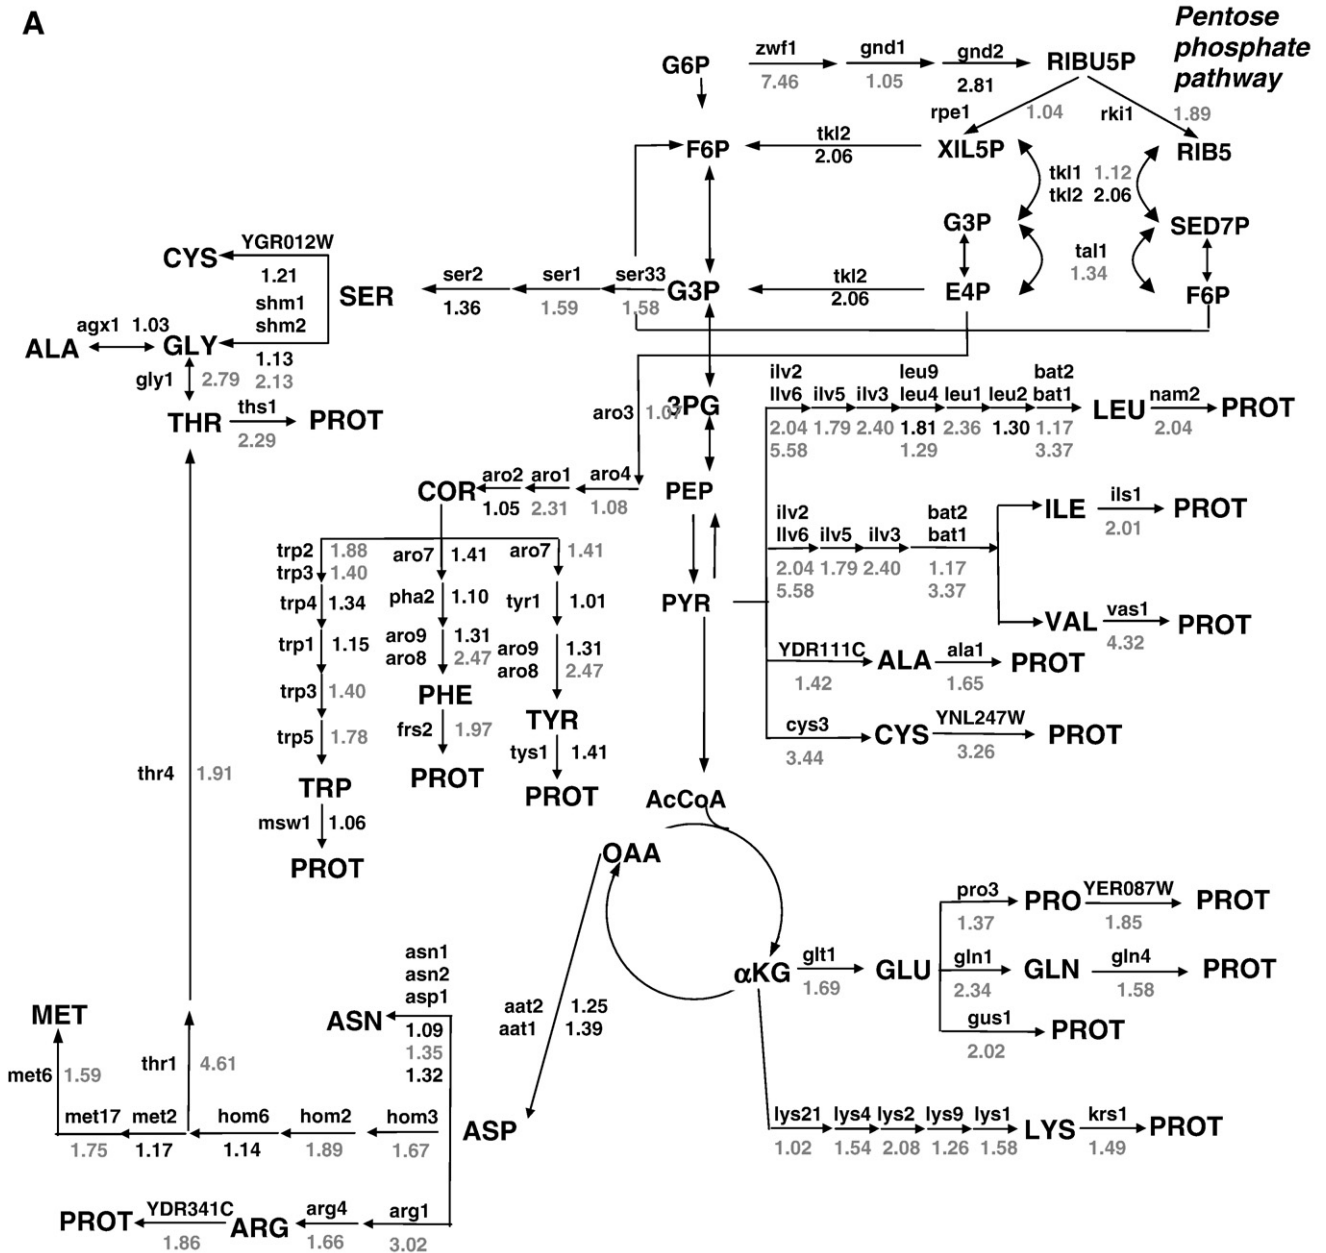 A
Pentose
phosphate
pathway
G6P
zwf1
7.46
gnd1
1.05
gnd2
2.81
RIBU5P
rpe1
1.04
rki1
1.89
F6P
tkl2
2.06
XIL5P
RIB5
tkl1 1.12
tkl2 2.06
G3P
SED7P
tal1
1.34
CYS
YGR012W
1.21
shm1
shm2
SER
ser2
1.36
ser1
1.59
ser33
1.58
G3P
tkl2
2.06
E4P
F6P
ALA
agx1 1.03
GLY
1.13
2.13
gly1
2.79
THR
ths1
2.29
PROT
aro3
1.07
3PG
ilv2
Ilv6
2.04
5.58
ilv5
1.79
ilv3
2.40
leu9
leu4
1.81
1.29
leu1
2.36
leu2
1.30
bat2
bat1
1.17
3.37
LEU
nam2
2.04
PROT
COR
aro2
1.05
aro1
2.31
aro4
1.08
PEP
ilv2
Ilv6
2.04
5.58
ilv5
1.79
ilv3
2.40
bat2
bat1
1.17
3.37
ILE
ils1
2.01
PROT
VAL
vas1
4.32
PROT
trp2 1.88
trp3 1.40
trp4 1.34
trp1 1.15
trp3 1.40
trp5 1.78
TRP
msw1 1.06
PROT
aro7 1.41
pha2 1.10
aro9 1.31
aro8 2.47
PHE
frs2 1.97
PROT
aro7 1.41
tyr1 1.01
aro9 1.31
aro8 2.47
TYR
tys1 1.41
PROT
PYR
YDR111C
1.42
ALA
ala1
1.65
PROT
cys3
3.44
CYS
YNL247W
3.26
PROT
thr4 1.91
AcCoA
OAA
αKG
glt1
1.69
GLU
pro3
1.37
PRO
YER087W
1.85
PROT
gln1
2.34
GLN
gln4
1.58
PROT
gus1
2.02
PROT
asn1
asn2
asp1
ASN
1.09
1.35
1.32
aat2 1.25
aat1 1.39
MET
met6 1.59
thr1 4.61
met17
1.75
met2
1.17
hom6
1.14
hom2
1.89
hom3
1.67
ASP
lys21
1.02
lys4
1.54
lys2
2.08
lys9
1.26
lys1
1.58
LYS
krs1
1.49
PROT
PROT
YDR341C
1.86
ARG
arg4
1.66
arg1
3.02